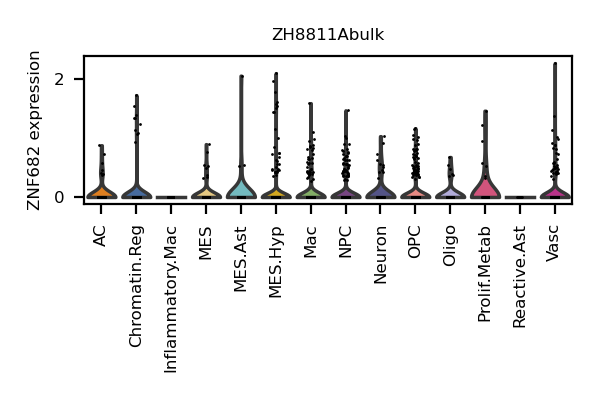 ZH8811Abulk
ZNF682 expression
2
0
AC
Chromatin.Reg
Inflammatory.Mac
MES
MES.Ast
MES.Hyp
Mac
NPC
Neuron
OPC
Oligo
Prolif.Metab
Reactive.Ast
Vasc